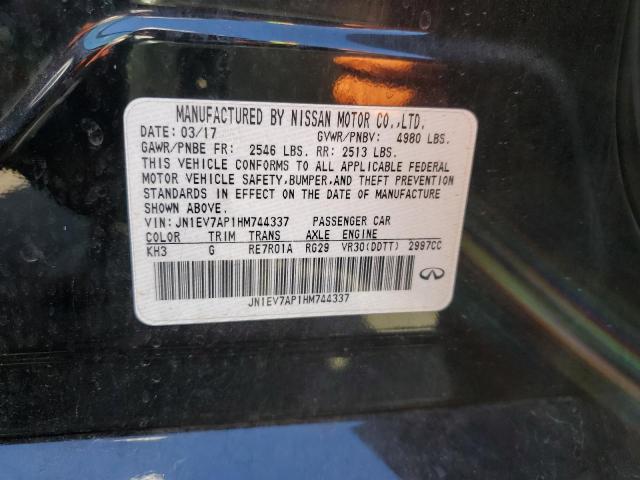 MANUFACTURED BY NISSAN MOTOR CO.,LTD.
DATE: 03/17 GVWR/PNBV: 4980 LBS.
GAWR/PNBE FR: 2546 LBS. RR: 2513 LBS.
THIS VEHICLE CONFORMS TO ALL APPLICABLE FEDERAL
MOTOR VEHICLE SAFETY,BUMPER,AND THEFT PREVENTION
STANDARDS IN EFFECT ON THE DATE OF MANUFACTURE
SHOWN ABOVE.
VIN: JN1EV7AP1HM744337 PASSENGER CAR
COLOR TRIM TRANS AXLE ENGINE
KH3 G RE7R01A RG29 VR30(DDTT) 2997CC
JN1EV7AP1HM744337